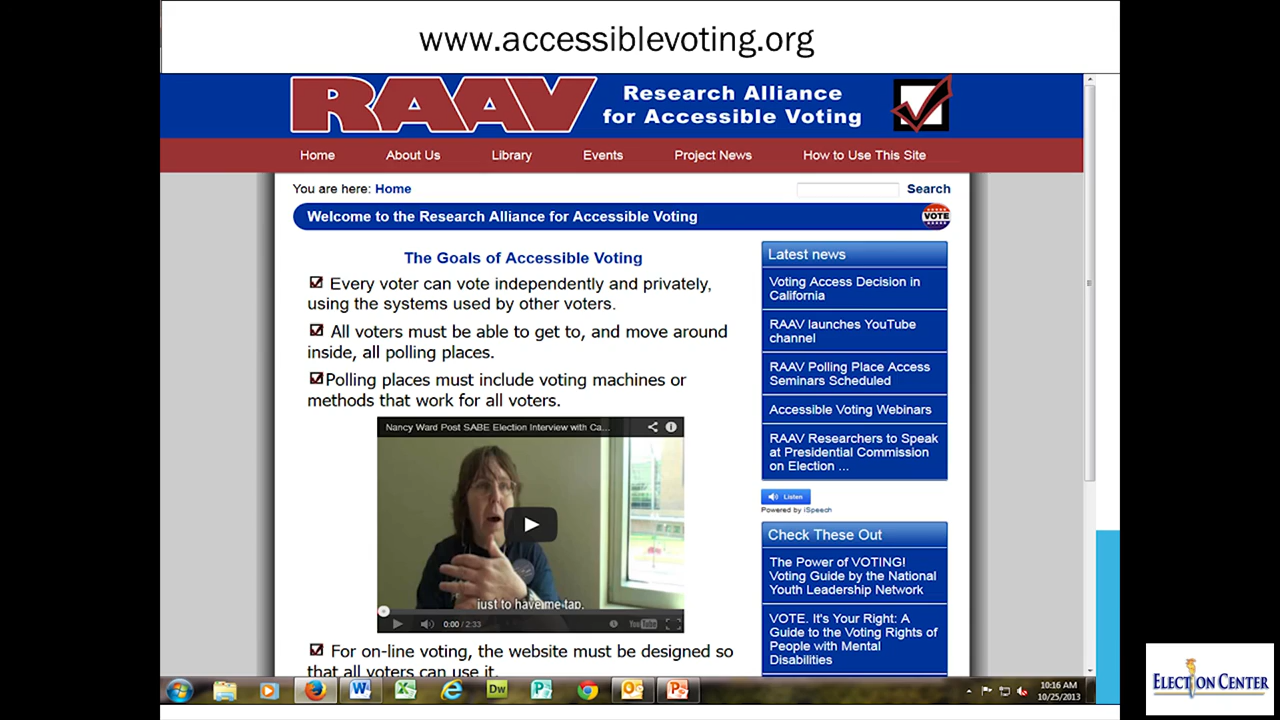 www.accessiblevoting.org
RAAV
Research Alliance
for Accessible Voting
Home About Us Library Events Project News How to Use This Site
You are here: Home
Search
Welcome to the Research Alliance for Accessible Voting
VOTE
The Goals of Accessible Voting
Every voter can vote independently and privately,
using the systems used by other voters.
All voters must be able to get to, and move around
inside, all polling places.
Polling places must include voting machines or
methods that work for all voters.
Nancy Ward Post SABE Election Interview with Ca...
just to have me tap.
0:00 / 2:33
YouTube
For on-line voting, the website must be designed so
that all voters can use it.
Latest news
Voting Access Decision in
California
RAAV launches YouTube
channel
RAAV Polling Place Access
Seminars Scheduled
Accessible Voting Webinars
RAAV Researchers to Speak
at Presidential Commission
on Election ...
Listen
Powered by iSpeech
Check These Out
The Power of VOTING!
Voting Guide by the National
Youth Leadership Network
VOTE. It's Your Right: A
Guide to the Voting Rights of
People with Mental
Disabilities
Dw
10:16 AM
10/25/2013
ELECTION CENTER